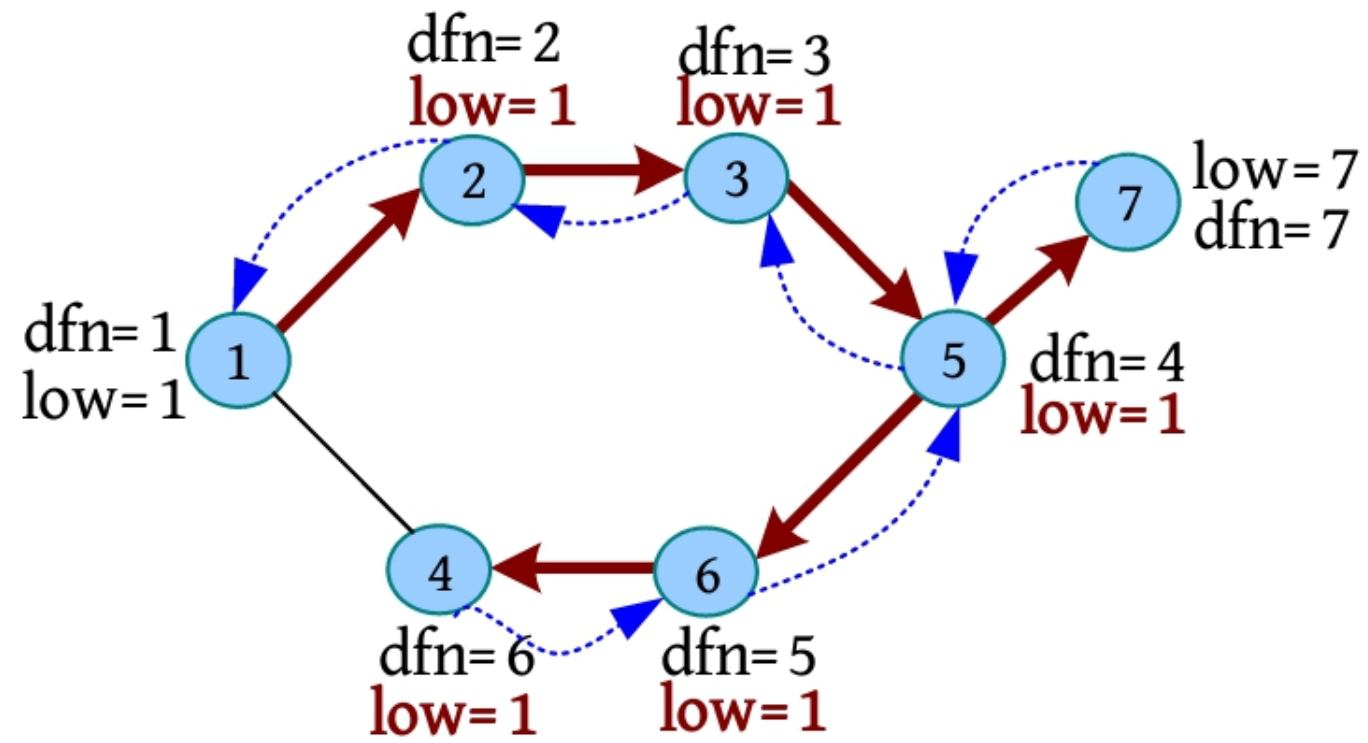 dfn=2
low=1
dfn=3
low=1
2
3
7
low=7
dfn=7
dfn=1
low=1
1
5
dfn=4
low=1
4
6
dfn=6
low=1
dfn=5
low=1